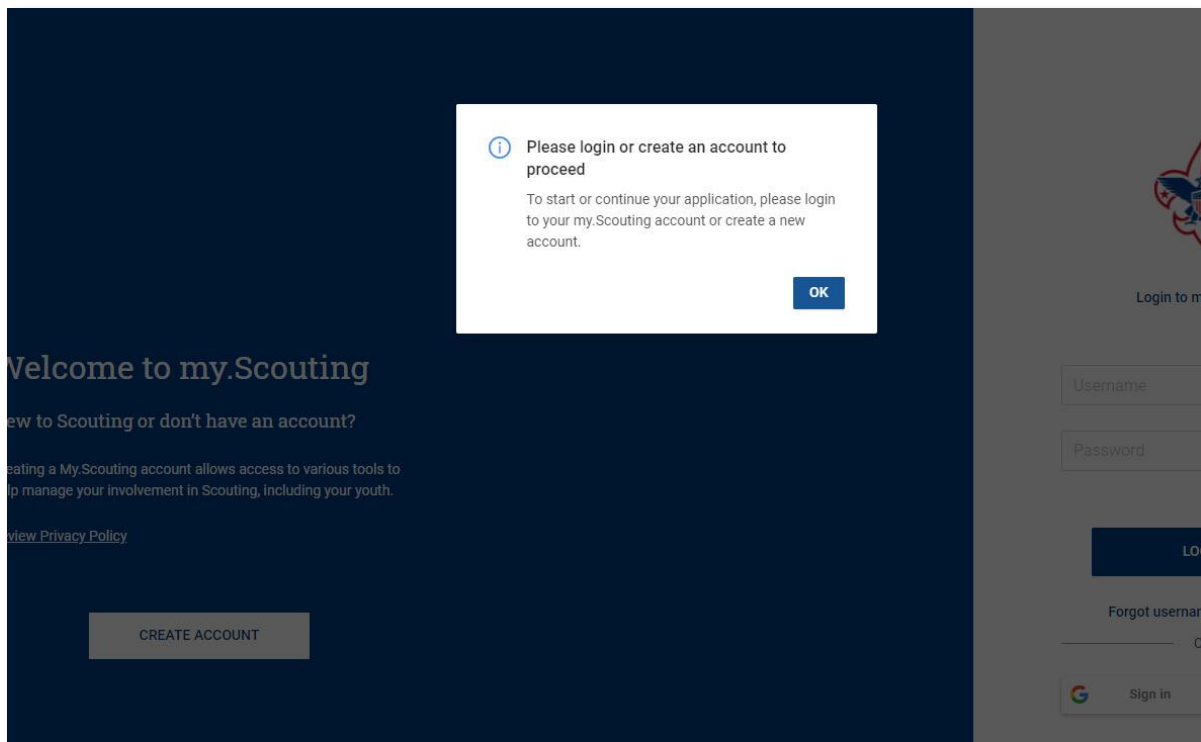 Please login or create an account to
proceed
To start or continue your application, please login
to your my.Scouting account or create a new
account.
OK
Welcome to my.Scouting
ew to Scouting or don't have an account?
eating a My.Scouting account allows access to various tools to
lp manage your involvement in Scouting, including your youth.
view Privacy Policy
CREATE ACCOUNT
Login to m
Username
Password
LO
Forgot usernam
Sign in